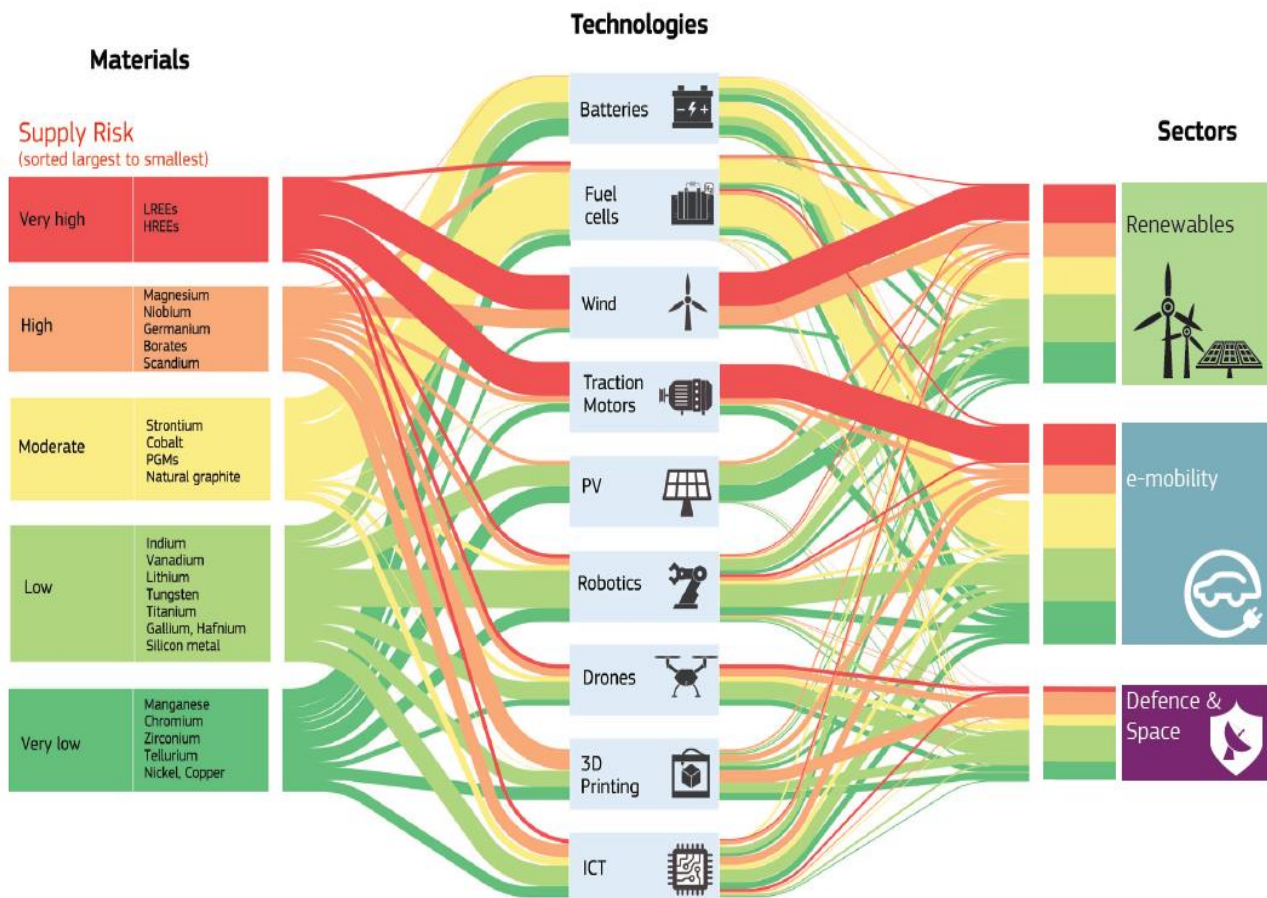 Technologies
Materials
Supply Risk
(sorted largest to smallest)
Sectors
Very high
LREEs
HREEs
High
Magnesium
Niobium
Germanium
Borates
Scandium
Moderate
Strontium
Cobalt
PGMs
Natural graphite
Low
Indium
Vanadium
Lithium
Tungsten
Titanium
Gallium, Hafnium
Silicon metal
Very low
Manganese
Chromium
Zirconium
Tellurium
Nickel, Copper
Batteries
Fuel
cells
Wind
Traction
Motors
PV
Robotics
Drones
3D
Printing
ICT
Renewables
e-mobility
Defence &
Space